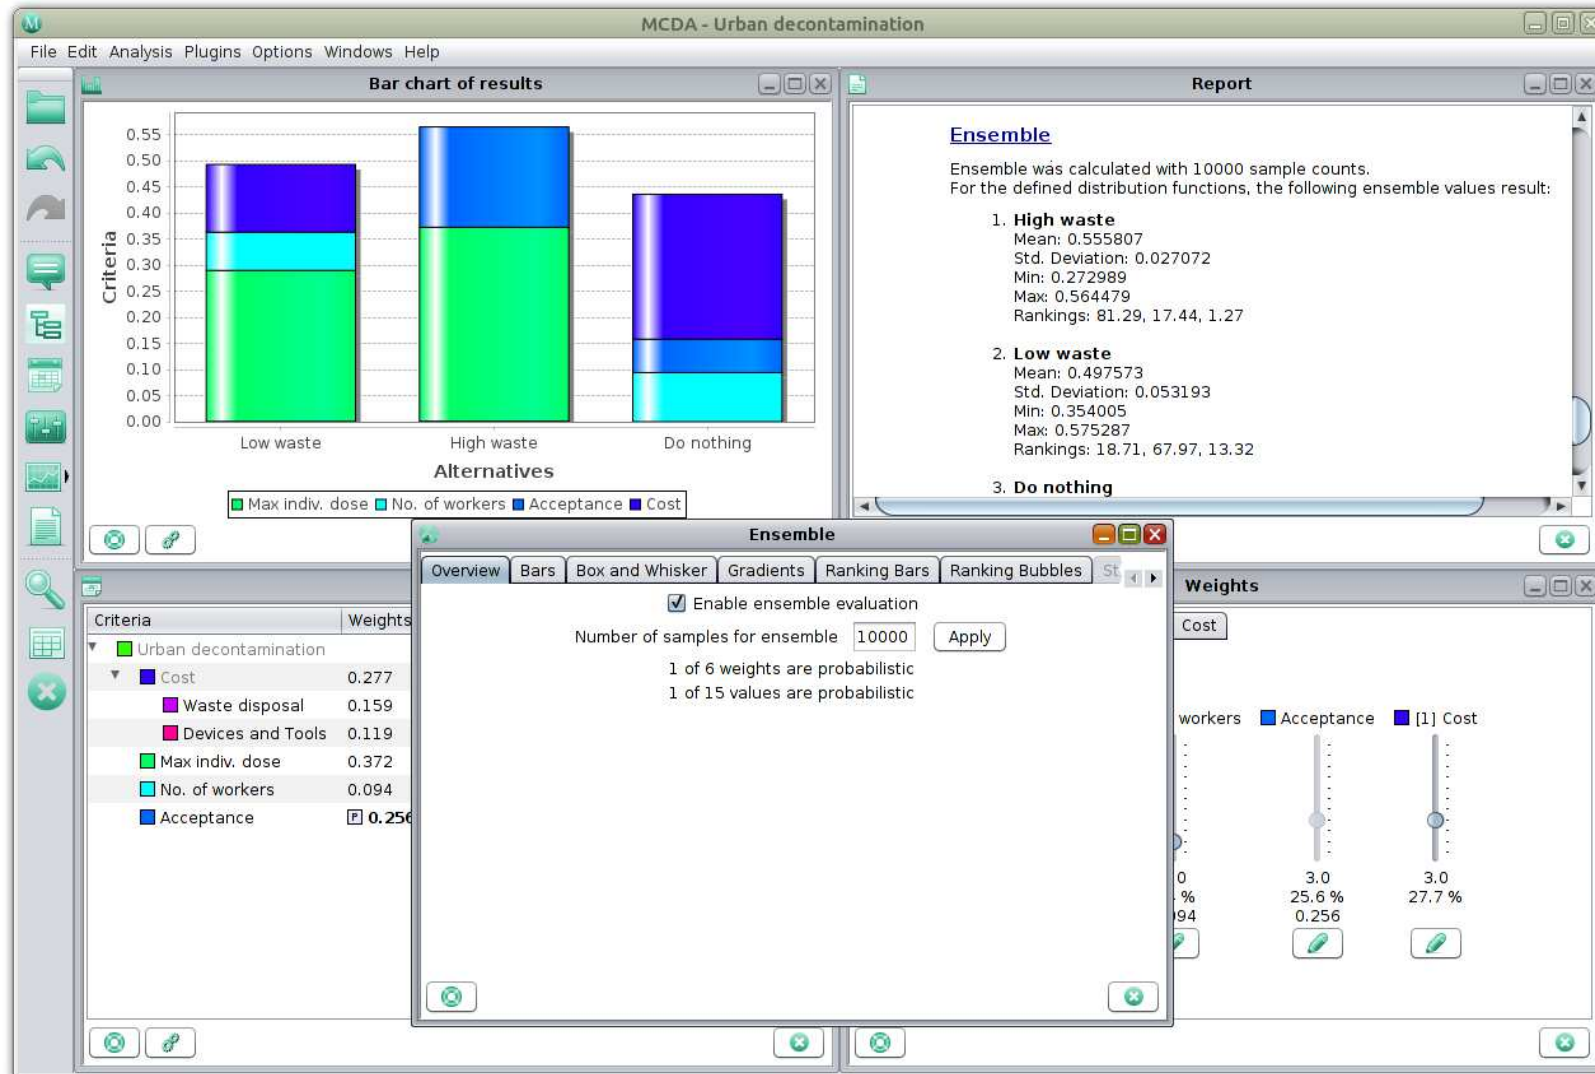 MCDA - Urban decontamination
File Edit Analysis Plugins Options Windows Help
Bar chart of results
0.55
0.50
0.45
0.40
0.35
0.30
0.25
0.20
0.15
0.10
0.05
0.00
Criteria
Low waste High waste Do nothing
Alternatives
Max indiv. dose No. of workers Acceptance Cost
Report
Ensemble
Ensemble was calculated with 10000 sample counts.
For the defined distribution functions, the following ensemble values result:
1. High waste
Mean: 0.555807
Std. Deviation: 0.027072
Min: 0.272989
Max: 0.564479
Rankings: 81.29, 17.44, 1.27
2. Low waste
Mean: 0.497573
Std. Deviation: 0.053193
Min: 0.354005
Max: 0.575287
Rankings: 18.71, 67.97, 13.32
3. Do nothing
Ensemble
Overview Bars Box and Whisker Gradients Ranking Bars Ranking Bubbles St
Enable ensemble evaluation
Number of samples for ensemble 10000 Apply
1 of 6 weights are probabilistic
1 of 15 values are probabilistic
Criteria Weights
Urban decontamination
Cost 0.277
Waste disposal 0.159
Devices and Tools 0.119
Max indiv. dose 0.372
No. of workers 0.094
Acceptance P 0.256
Weights
Cost
workers Acceptance [1] Cost
0 3.0 3.0
% 25.6 % 27.7 %
94 0.256